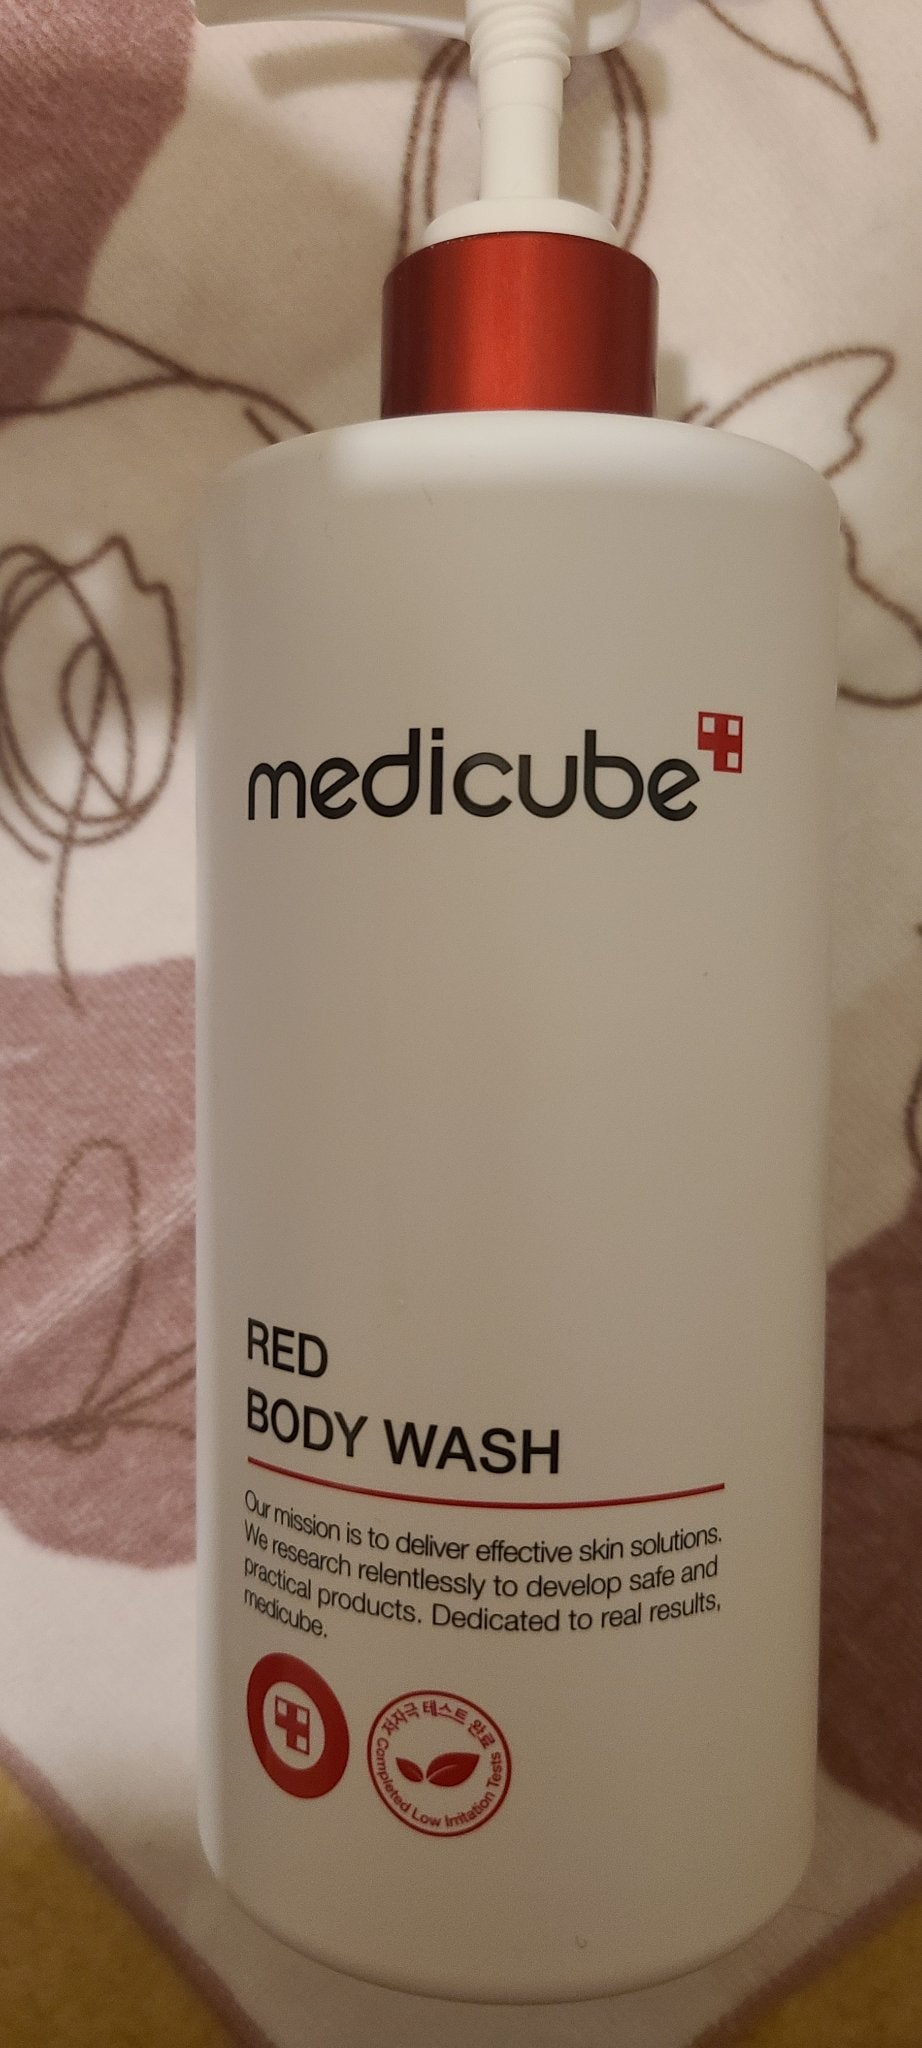 medicube
RED
BODY WASH
Our mission is to deliver effective skin solutions.
We research relentlessly to develop safe and
practical products. Dedicated to real results,
medicube.
저자극 테스트 완료
Completed Low Irritation Tests